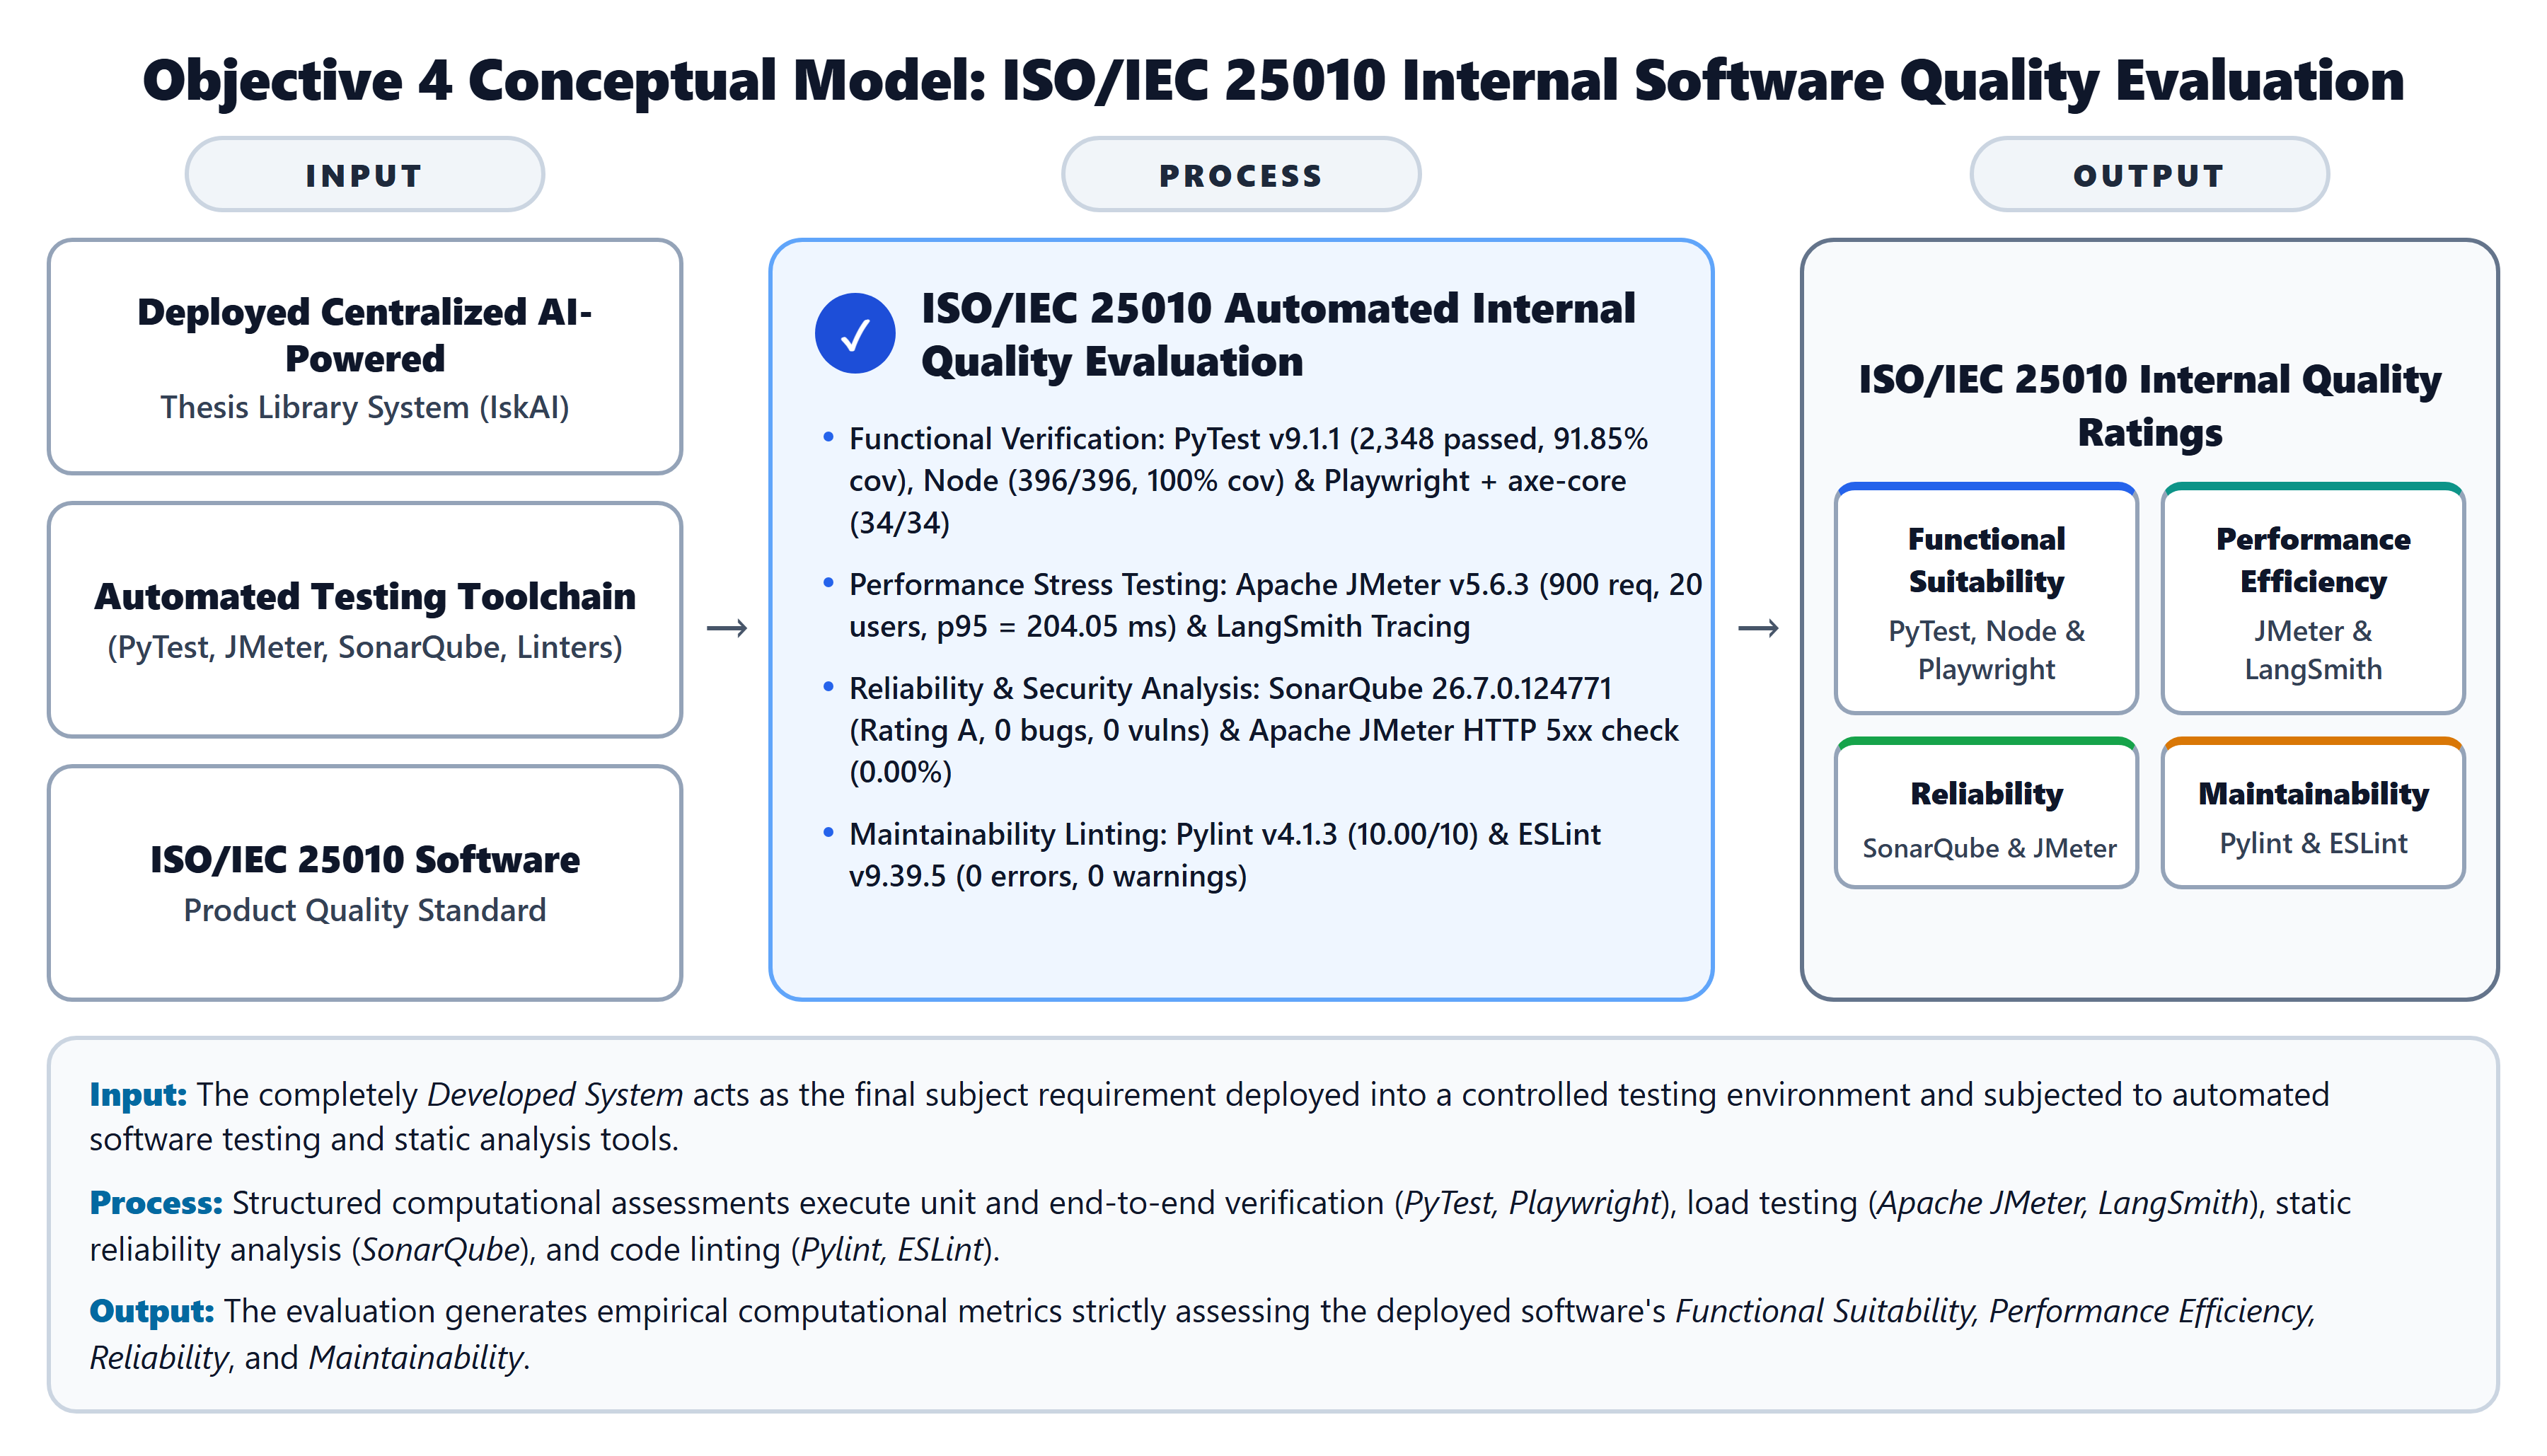 Objective 4 Conceptual Model: ISO/IEC 25010 Internal Software Quality Evaluation
INPUT
PROCESS
OUTPUT
Deployed Centralized AI-
Powered
Thesis Library System (IskAI)
Automated Testing Toolchain
(PyTest, JMeter, SonarQube, Linters)
ISO/IEC 25010 Software
Product Quality Standard
→
✓
ISO/IEC 25010 Automated Internal
Quality Evaluation
• Functional Verification: PyTest v9.1.1 (2,348 passed, 91.85%
cov), Node (396/396, 100% cov) & Playwright + axe-core
(34/34)
• Performance Stress Testing: Apache JMeter v5.6.3 (900 req, 20
users, p95 = 204.05 ms) & LangSmith Tracing
• Reliability & Security Analysis: SonarQube 26.7.0.124771
(Rating A, 0 bugs, 0 vulns) & Apache JMeter HTTP 5xx check
(0.00%)
• Maintainability Linting: Pylint v4.1.3 (10.00/10) & ESLint
v9.39.5 (0 errors, 0 warnings)
→
ISO/IEC 25010 Internal Quality
Ratings
Functional
Suitability
PyTest, Node &
Playwright
Performance
Efficiency
JMeter &
LangSmith
Reliability
SonarQube & JMeter
Maintainability
Pylint & ESLint
Input: The completely Developed System acts as the final subject requirement deployed into a controlled testing environment and subjected to automated
software testing and static analysis tools.
Process: Structured computational assessments execute unit and end-to-end verification (PyTest, Playwright), load testing (Apache JMeter, LangSmith), static
reliability analysis (SonarQube), and code linting (Pylint, ESLint).
Output: The evaluation generates empirical computational metrics strictly assessing the deployed software's Functional Suitability, Performance Efficiency,
Reliability, and Maintainability.